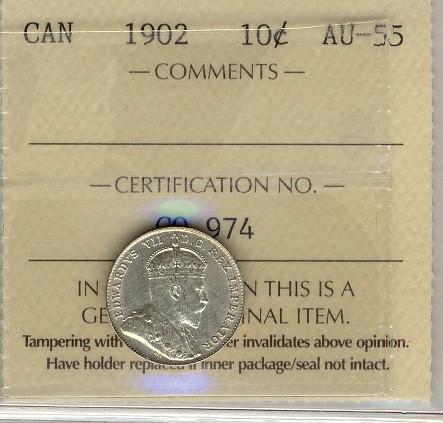 CAN 1902 10¢ AU-55
— COMMENTS —
— CERTIFICATION NO. —
974
EDWARDVS VII D.G. REX IMPERATOR
IN N THIS IS A
GE NAL ITEM.
Tampering with er invalidates above opinion.
Have holder replaced if inner package/seal not intact.